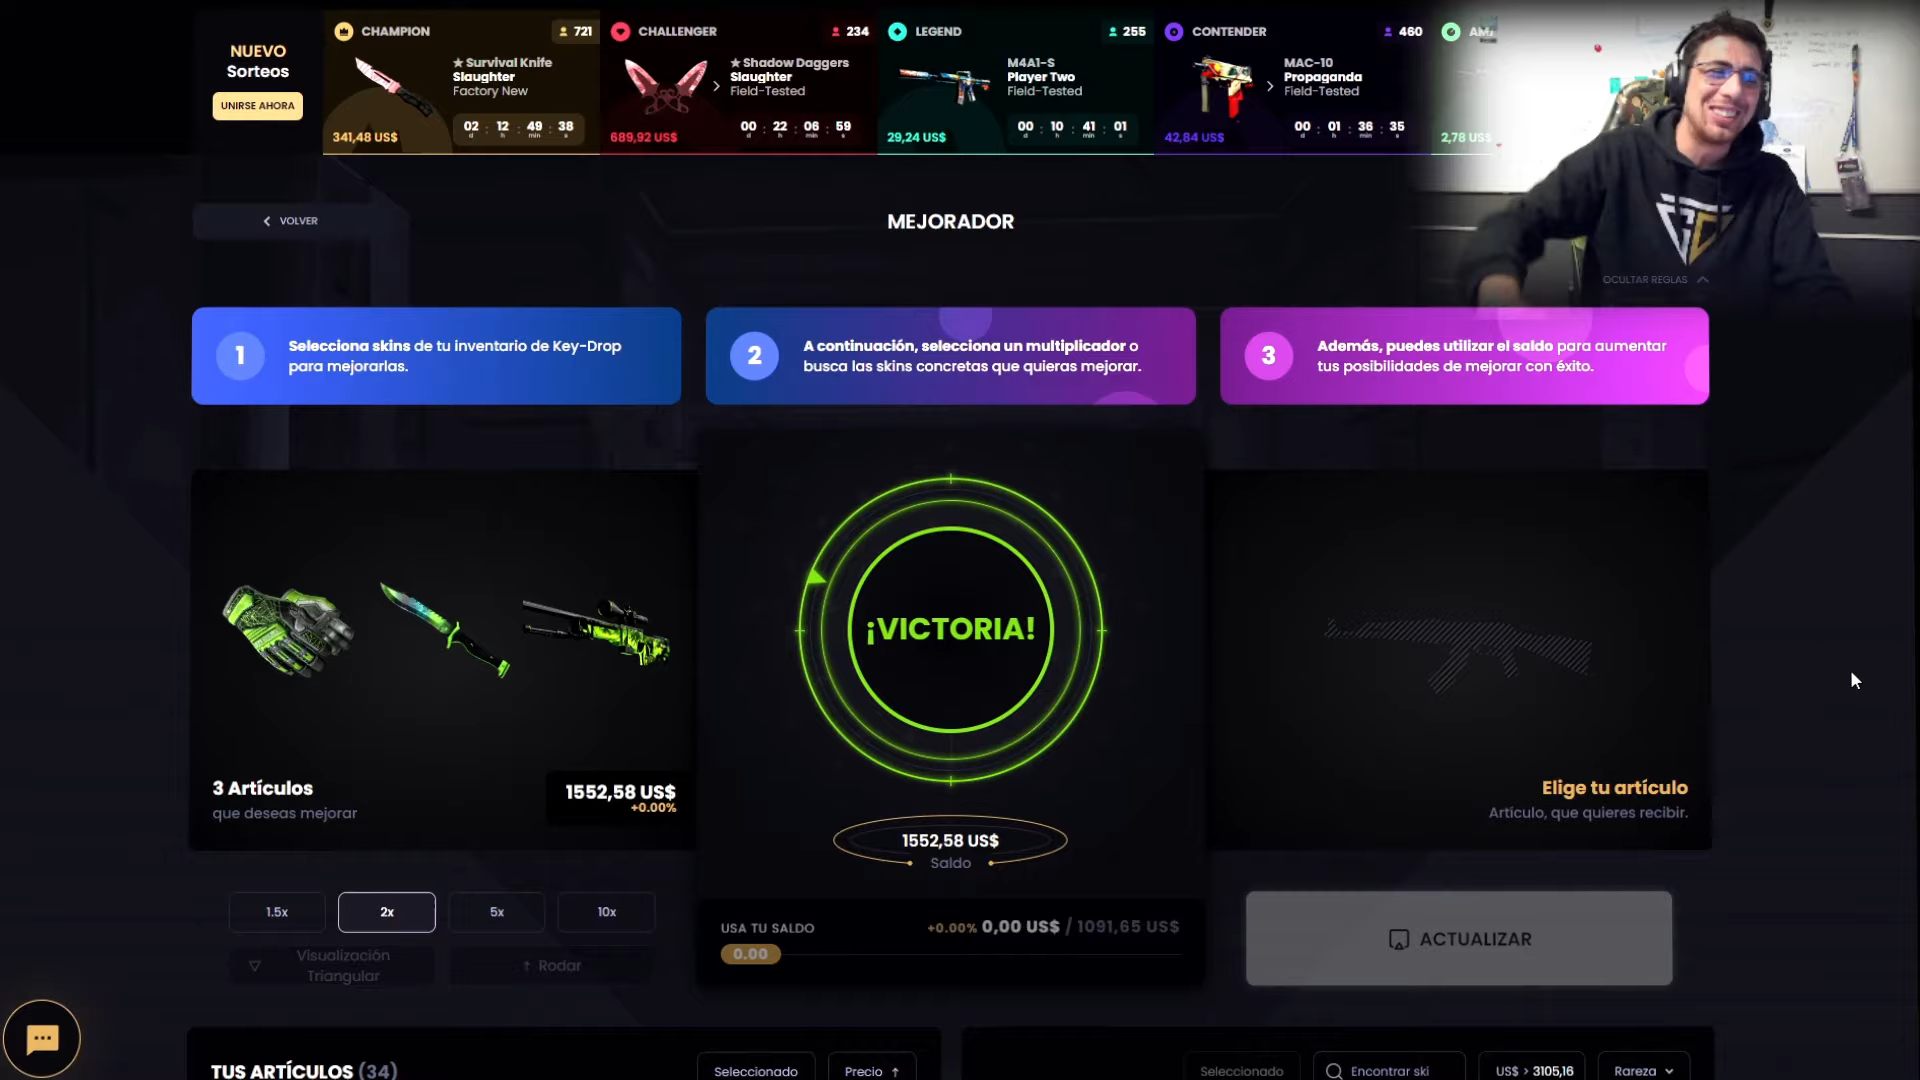 NUEVO
Sorteos
UNIRSE AHORA
CHAMPION
721
★ Survival Knife
Slaughter
Factory New
341,48 US$
02 : 12 : 49 : 38
d h min s
CHALLENGER
234
★ Shadow Daggers
Slaughter
Field-Tested
689,92 US$
00 : 22 : 06 : 59
d h min s
LEGEND
255
M4A1-S
Player Two
Field-Tested
29,24 US$
00 : 10 : 41 : 01
d h min s
CONTENDER
460
MAC-10
Propaganda
Field-Tested
42,84 US$
00 : 01 : 36 : 35
d h min s
2,78 US$
VOLVER
MEJORADOR
OCULTAR REGLAS
1
Selecciona skins de tu inventario de Key-Drop
para mejorarlas.
2
A continuación, selecciona un multiplicador o
busca las skins concretas que quieras mejorar.
3
Además, puedes utilizar el saldo para aumentar
tus posibilidades de mejorar con éxito.
¡VICTORIA!
3 Artículos
que deseas mejorar
1552,58 US$
+0.00%
1552,58 US$
Saldo
Elige tu artículo
Artículo, que quieres recibir.
1.5x
2x
5x
10x
Visualización
Triangular
↑ Rodar
USA TU SALDO
+0.00% 0,00 US$ / 1091,65 US$
0.00
ACTUALIZAR
TUS ARTÍCULOS (34)
Seleccionado
Precio ↑
Seleccionado
Encontrar ski
US$ > 3105,16
Rareza